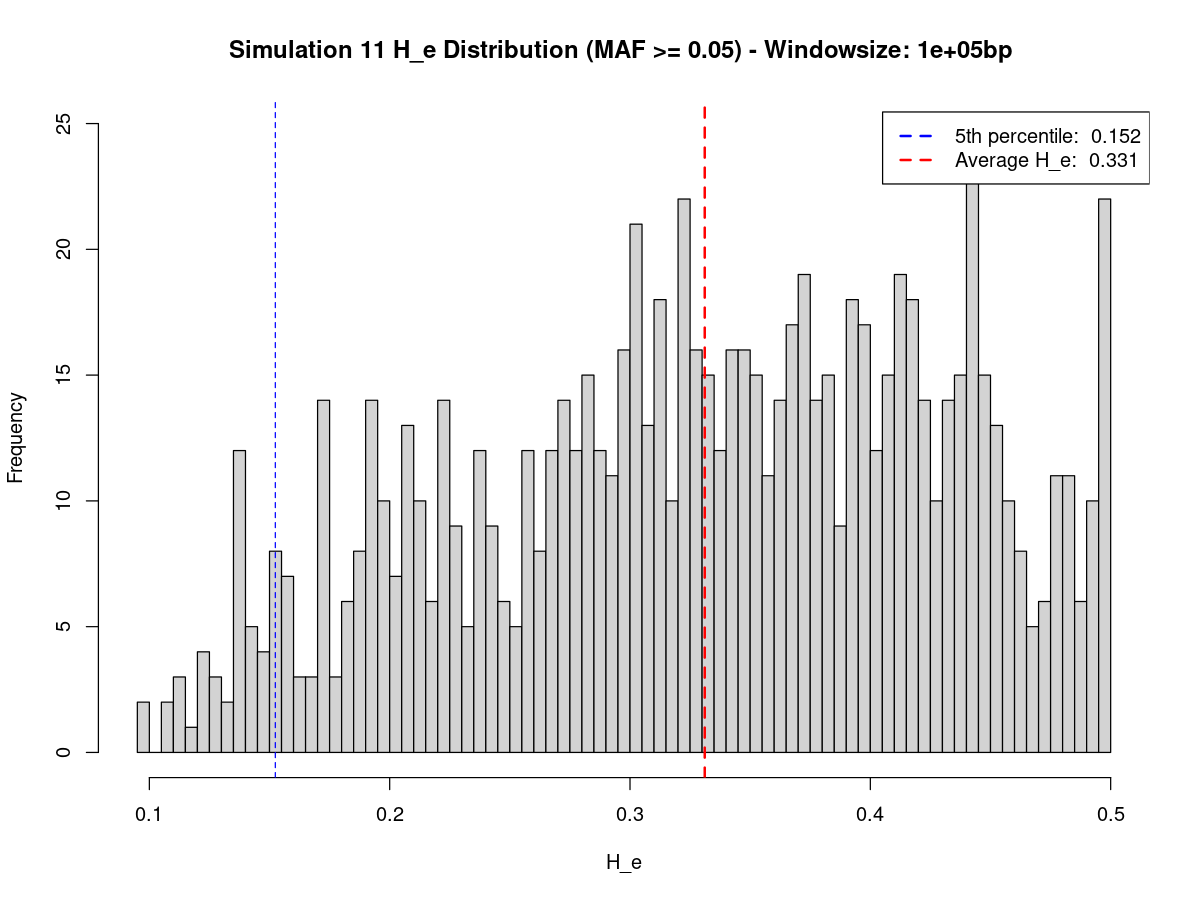 Simulation 11 H_e Distribution (MAF >= 0.05) - Windowsize: 1e+05bp
5th percentile: 0.152
Average H_e: 0.331
Frequency
25
20
15
10
5
0
0.1 0.2 0.3 0.4 0.5
H_e